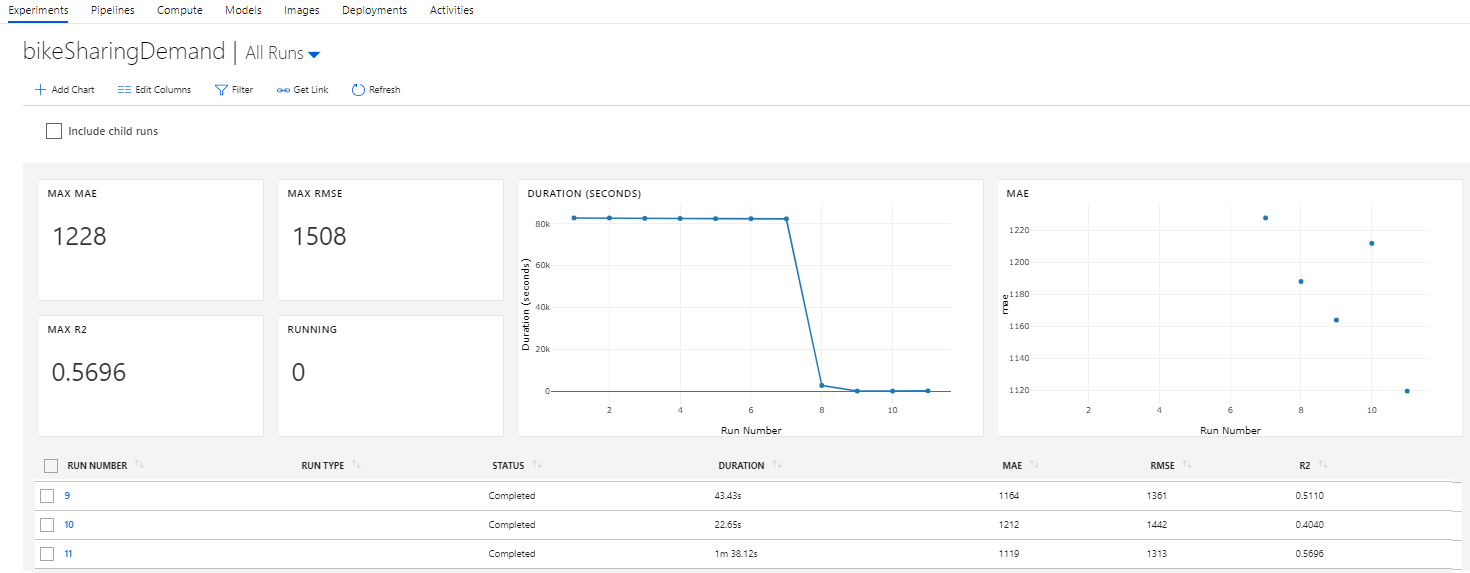 Experiments Pipelines Compute Models Images Deployments Activities
bikeSharingDemand | All Runs
Add Chart Edit Columns Filter Get Link Refresh
Include child runs
MAX MAE
1228
MAX RMSE
1508
MAX R2
0.5696
RUNNING
0
DURATION (SECONDS)
Duration (seconds)
80k
60k
40k
20k
0
2 4 6 8 10
Run Number
MAE
mae
1220
1200
1180
1160
1140
1120
2 4 6 8 10
Run Number
RUN NUMBER RUN TYPE STATUS DURATION MAE RMSE R2
9 Completed 43.43s 1164 1361 0.5110
10 Completed 22.65s 1212 1442 0.4040
11 Completed 1m 38.12s 1119 1313 0.5696